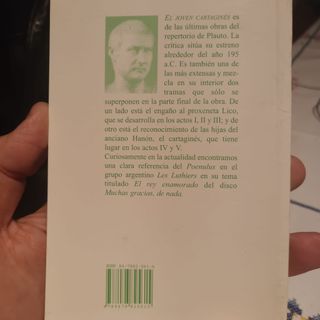 EL JOVEN CARTAGINÉS es
de las últimas obras del
repertorio de Plauto. La
crítica sitúa su estreno
alrededor del año 195
a.C. Es también una de
las más extensas y mez-
cla en su interior dos
tramas que sólo se
superponen en la parte final de la obra. De
un lado está el engaño al proxeneta Lico,
que se desarrolla en los actos I, II y III; y de
otro está el reconocimiento de las hijas del
anciano Hanón, el cartaginés, que tiene
lugar en los actos IV y V.
Curiosamente en la actualidad encontramos
una clara referencia del Poenulus en el
grupo argentino Les Luthiers en su tema
titulado El rey enamorado del disco
Muchas gracias, de nada.